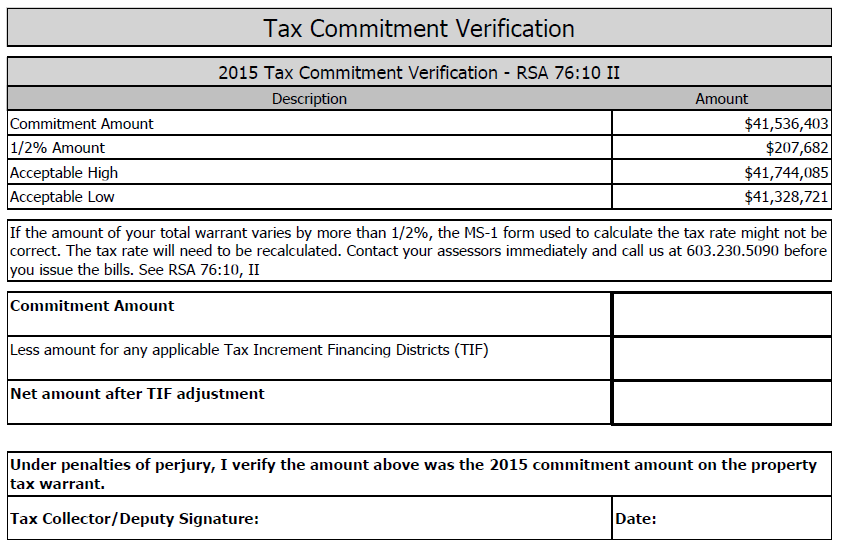 Tax Commitment Verification
2015 Tax Commitment Verification - RSA 76:10 II
Description Amount
Commitment Amount $41,536,403
1/2% Amount $207,682
Acceptable High $41,744,085
Acceptable Low $41,328,721
If the amount of your total warrant varies by more than 1/2%, the MS-1 form used to calculate the tax rate might not be
correct. The tax rate will need to be recalculated. Contact your assessors immediately and call us at 603.230.5090 before
you issue the bills. See RSA 76:10, II
Commitment Amount
Less amount for any applicable Tax Increment Financing Districts (TIF)
Net amount after TIF adjustment
Under penalties of perjury, I verify the amount above was the 2015 commitment amount on the property
tax warrant.
Tax Collector/Deputy Signature: Date: